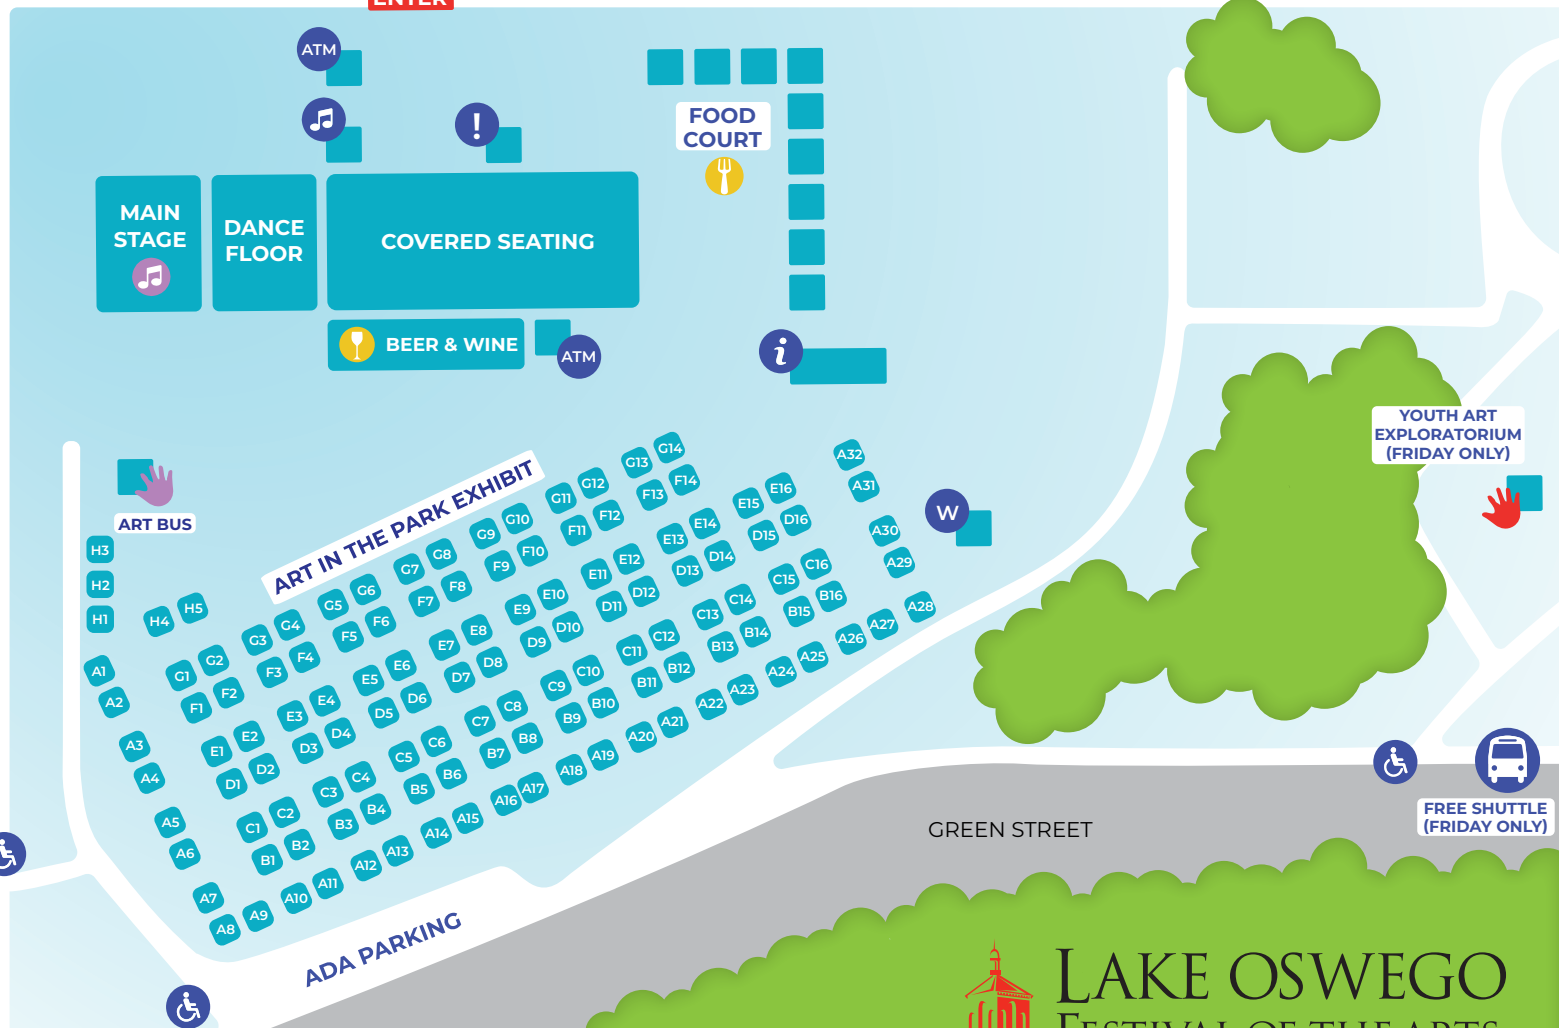 ENTER
ATM
!
FOOD
COURT
MAIN
STAGE
DANCE
FLOOR
COVERED SEATING
BEER & WINE
ATM
i
YOUTH ART
EXPLORATORIUM
(FRIDAY ONLY)
ART BUS
ART IN THE PARK EXHIBIT
W
H3
H2
H1
H4 H5
G1 G2 G3 G4 G5 G6 G7 G8 G9 G10 G11 G12 G13 G14
F1 F2 F3 F4 F5 F6 F7 F8 F9 F10 F11 F12 F13 F14
E1 E2 E3 E4 E5 E6 E7 E8 E9 E10 E11 E12 E13 E14 E15 E16
D1 D2 D3 D4 D5 D6 D7 D8 D9 D10 D11 D12 D13 D14 D15 D16
C1 C2 C3 C4 C5 C6 C7 C8 C9 C10 C11 C12 C13 C14 C15 C16
B1 B2 B3 B4 B5 B6 B7 B8 B9 B10 B11 B12 B13 B14 B15 B16
A1
A2
A3
A4
A5
A6
A7
A8 A9 A10 A11 A12 A13 A14 A15 A16 A17 A18 A19 A20 A21 A22 A23 A24 A25 A26 A27 A28
A29
A30
A31
A32
FREE SHUTTLE
(FRIDAY ONLY)
GREEN STREET
ADA PARKING
LAKE OSWEGO
FESTIVAL OF THE ARTS